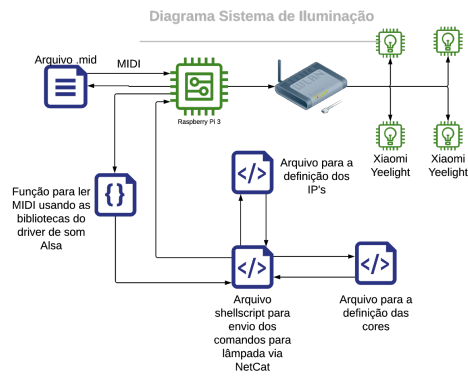 Diagrama Sistema de Iluminação
Arquivo .mid
MIDI
Raspberry Pi 3
WLAN
Xiaomi
Yeelight
Xiaomi
Yeelight
Função para ler
MIDI usando as
bibliotecas do
driver de som
Alsa
{}
Arquivo para a
definição dos
IP's
</>
</>
</>
Arquivo
shellscript para
envio dos
comandos para
lâmpada via
NetCat
Arquivo para a
definição das
cores